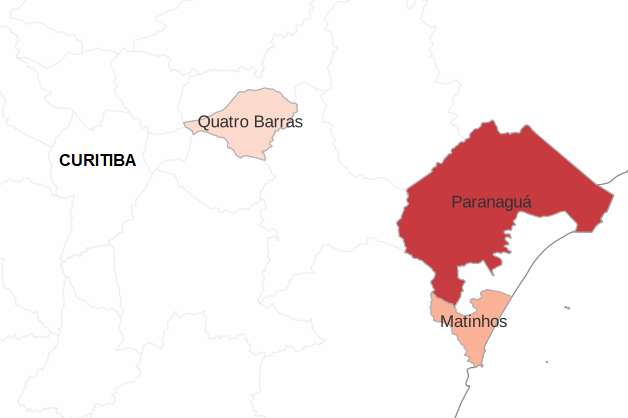 Quatro Barras
CURITIBA
Paranaguá
Matinhos